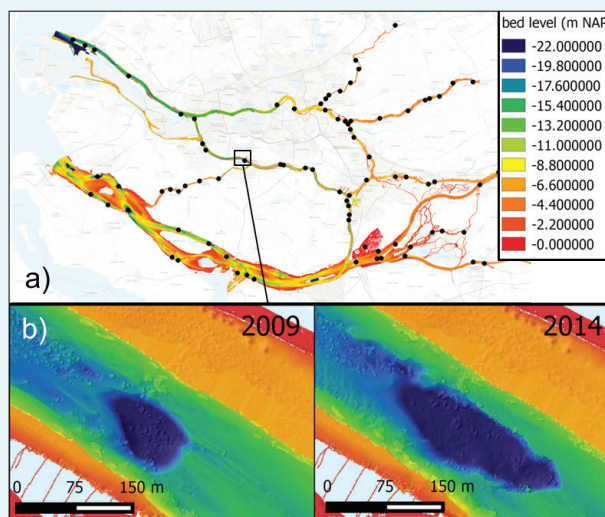 bed level (m NAP
-22.000000
-19.800000
-17.600000
-15.400000
-13.200000
-11.000000
-8.800000
-6.600000
-4.400000
-2.200000
-0.000000
a)
b)
2009
2014
0 75 150 m
0 75 150 m